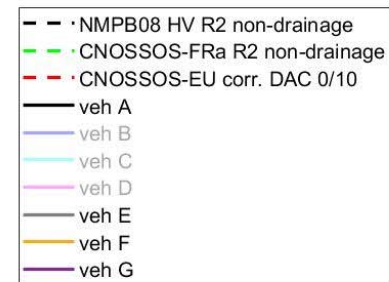 NMPB08 HV R2 non-drainage
CNOSSOS-FRa R2 non-drainage
CNOSSOS-EU corr. DAC 0/10
veh A
veh B
veh C
veh D
veh E
veh F
veh G